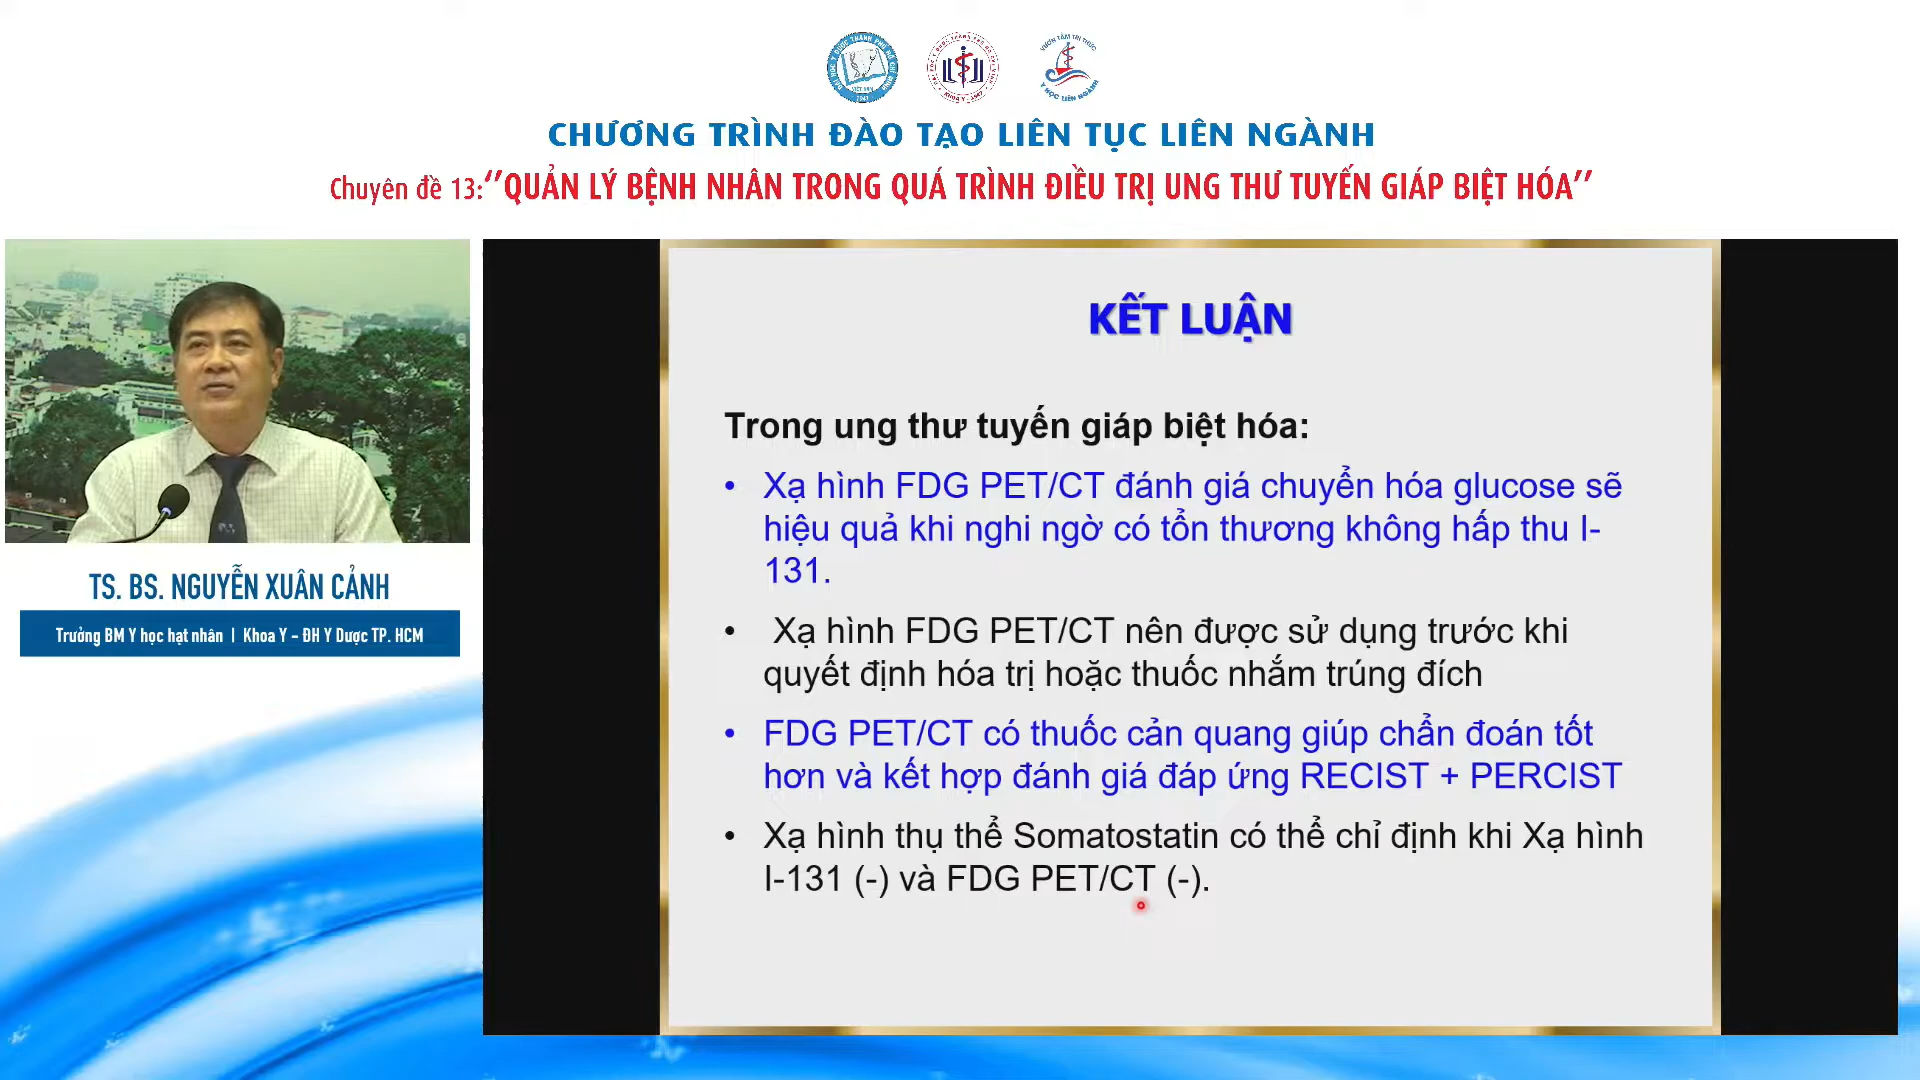 CHƯƠNG TRÌNH ĐÀO TẠO LIÊN TỤC LIÊN NGÀNH
Chuyên đề 13:‘‘QUẢN LÝ BỆNH NHÂN TRONG QUÁ TRÌNH ĐIỀU TRỊ UNG THƯ TUYẾN GIÁP BIỆT HÓA’’
TS. BS. NGUYỄN XUÂN CẢNH
Trưởng BM Y học hạt nhân | Khoa Y – ĐH Y Dược TP. HCM
KẾT LUẬN
Trong ung thư tuyến giáp biệt hóa:
• Xạ hình FDG PET/CT đánh giá chuyển hóa glucose sẽ
hiệu quả khi nghi ngờ có tổn thương không hấp thu I-
131.
• Xạ hình FDG PET/CT nên được sử dụng trước khi
quyết định hóa trị hoặc thuốc nhắm trúng đích
• FDG PET/CT có thuốc cản quang giúp chẩn đoán tốt
hơn và kết hợp đánh giá đáp ứng RECIST + PERCIST
• Xạ hình thụ thể Somatostatin có thể chỉ định khi Xạ hình
I-131 (-) và FDG PET/CT (-).